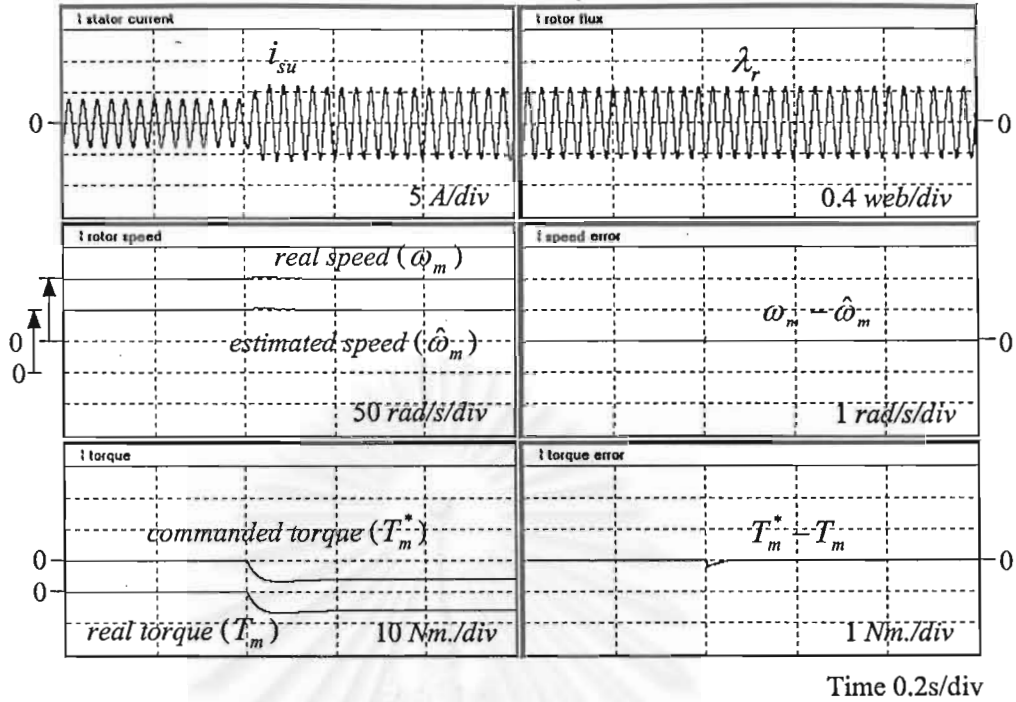 t stator current
i_su
0
5 A/div
t rotor flux
λ_r
0
0.4 web/div
t rotor speed
real speed (ω_m)
0
0
estimated speed (ω̂_m)
50 rad/s/div
t speed error
ω_m − ω̂_m
0
1 rad/s/div
t torque
commanded torque (T_m^*)
0
0
real torque (T_m)
10 Nm./div
t torque error
T_m^* − T_m
0
1 Nm./div
Time 0.2s/div